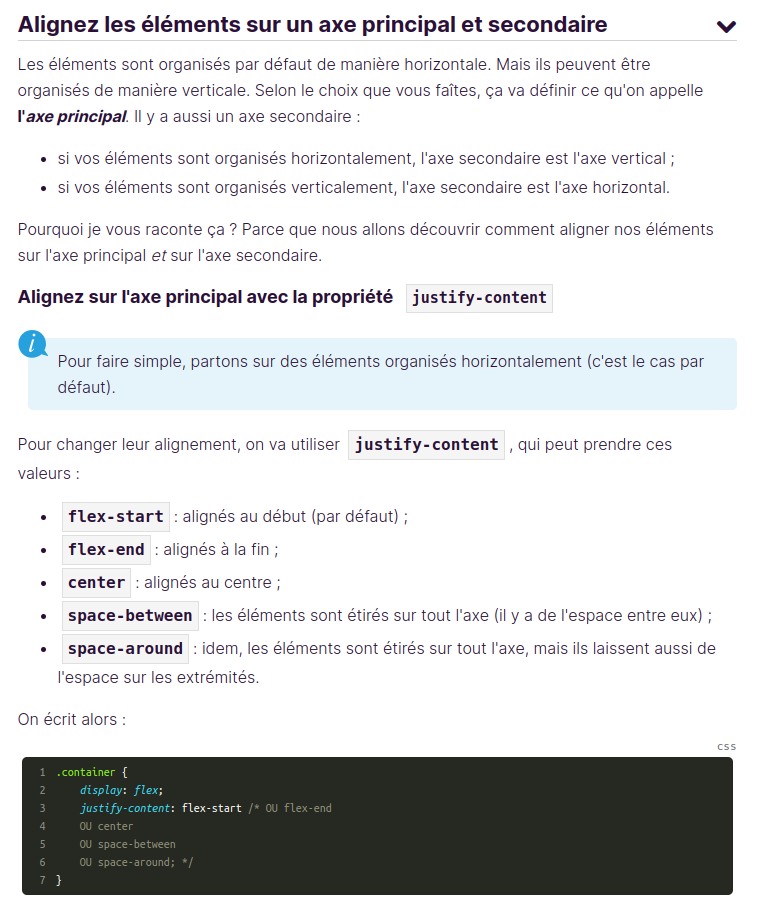 Alignez les éléments sur un axe principal et secondaire
Les éléments sont organisés par défaut de manière horizontale. Mais ils peuvent être
organisés de manière verticale. Selon le choix que vous faîtes, ça va définir ce qu'on appelle
l'axe principal. Il y a aussi un axe secondaire :
• si vos éléments sont organisés horizontalement, l'axe secondaire est l'axe vertical ;
• si vos éléments sont organisés verticalement, l'axe secondaire est l'axe horizontal.
Pourquoi je vous raconte ça ? Parce que nous allons découvrir comment aligner nos éléments
sur l'axe principal et sur l'axe secondaire.
Alignez sur l'axe principal avec la propriété justify-content
i
Pour faire simple, partons sur des éléments organisés horizontalement (c'est le cas par
défaut).
Pour changer leur alignement, on va utiliser justify-content , qui peut prendre ces
valeurs :
• flex-start : alignés au début (par défaut) ;
• flex-end : alignés à la fin ;
• center : alignés au centre ;
• space-between : les éléments sont étirés sur tout l'axe (il y a de l'espace entre eux) ;
• space-around : idem, les éléments sont étirés sur tout l'axe, mais ils laissent aussi de
l'espace sur les extrémités.
On écrit alors :
css
1 .container {
2 display: flex;
3 justify-content: flex-start /* OU flex-end
4 OU center
5 OU space-between
6 OU space-around; */
7 }